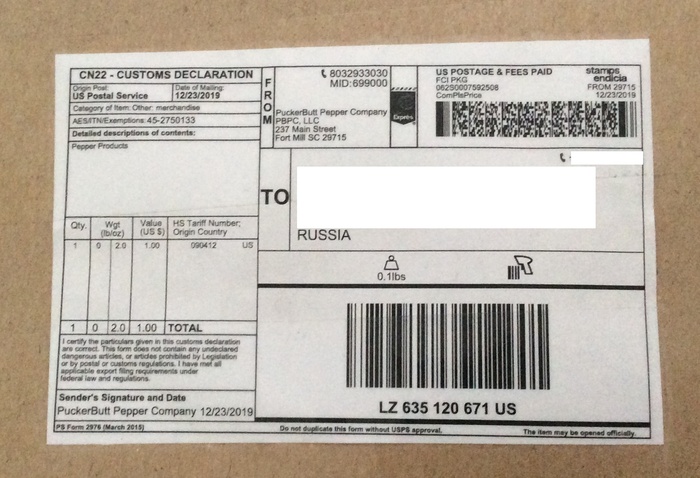 CN22 - CUSTOMS DECLARATION
Origin Post: Date of Mailing:
US Postal Service 12/23/2019
Category of Item: Other: merchandise
AES/ITN/Exemptions: 45-2750133
Detailed descriptions of contents:
Pepper Products
Qty. Wgt (lb/oz) Value (US $) HS Tariff Number; Origin Country
1 0 2.0 1.00 090412 US
1 0 2.0 1.00 TOTAL
I certify the particulars given in this customs declaration
are correct. This form does not contain any undeclared
dangerous articles, or articles prohibited by Legislation
or by postal or customs regulations. I have met all
applicable export filing requirements under
federal law and regulations.
Sender's Signature and Date
PuckerButt Pepper Company 12/23/2019
PS Form 2976 (March 2015)
FROM
8032933030
MID:699000
PuckerButt Pepper Company
PBPC, LLC
237 Main Street
Fort Mill SC 29715
Express
US POSTAGE & FEES PAID
FCI PKG
062S0007592508
ComPlsPrice
stamps
endicia
FROM 29715
12/23/2019
TO
RUSSIA
0.1lbs
LZ 635 120 671 US
Do not duplicate this form without USPS approval.
The item may be opened officially.